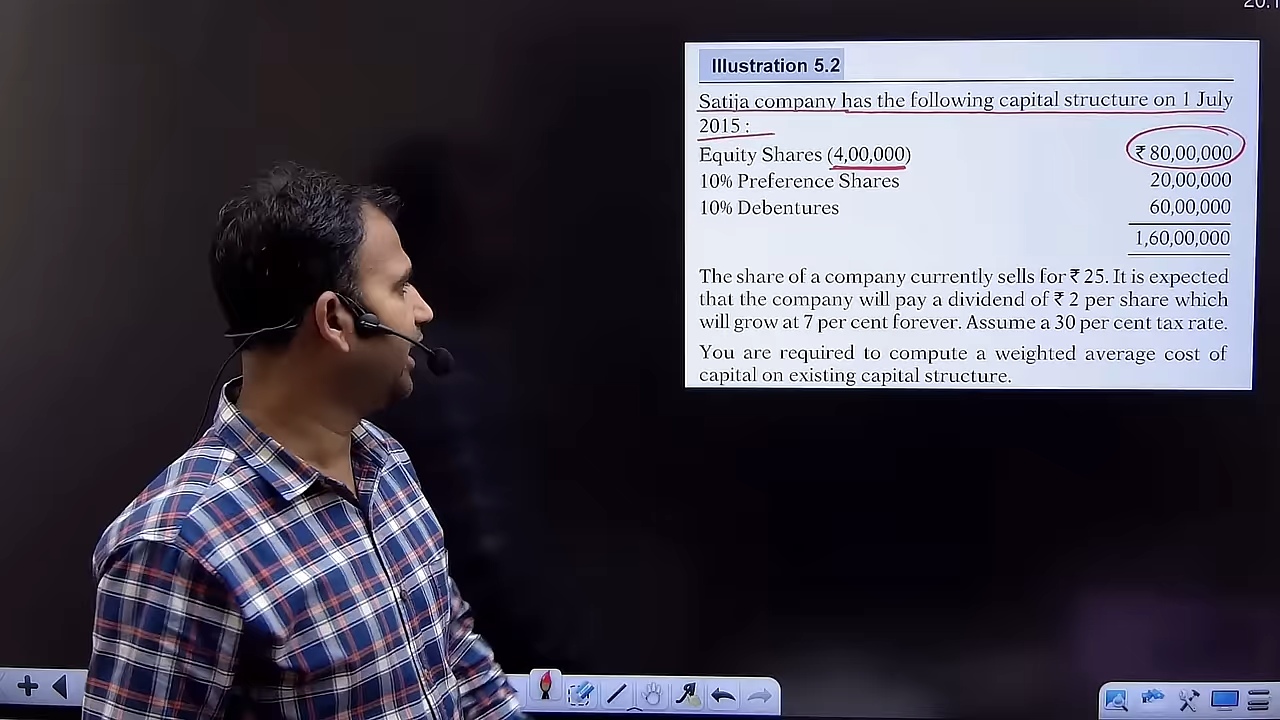 Illustration 5.2
Satija company has the following capital structure on 1 July
2015 :
Equity Shares (4,00,000) ₹ 80,00,000
10% Preference Shares 20,00,000
10% Debentures 60,00,000
1,60,00,000
The share of a company currently sells for ₹ 25. It is expected
that the company will pay a dividend of ₹ 2 per share which
will grow at 7 per cent forever. Assume a 30 per cent tax rate.
You are required to compute a weighted average cost of
capital on existing capital structure.